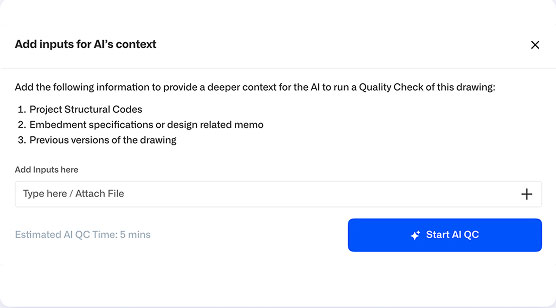 Add inputs for AI's context
Add the following information to provide a deeper context for the AI to run a Quality Check of this drawing:
1. Project Structural Codes
2. Embedment specifications or design related memo
3. Previous versions of the drawing
Add Inputs here
Type here / Attach File
Estimated AI QC Time: 5 mins
Start AI QC